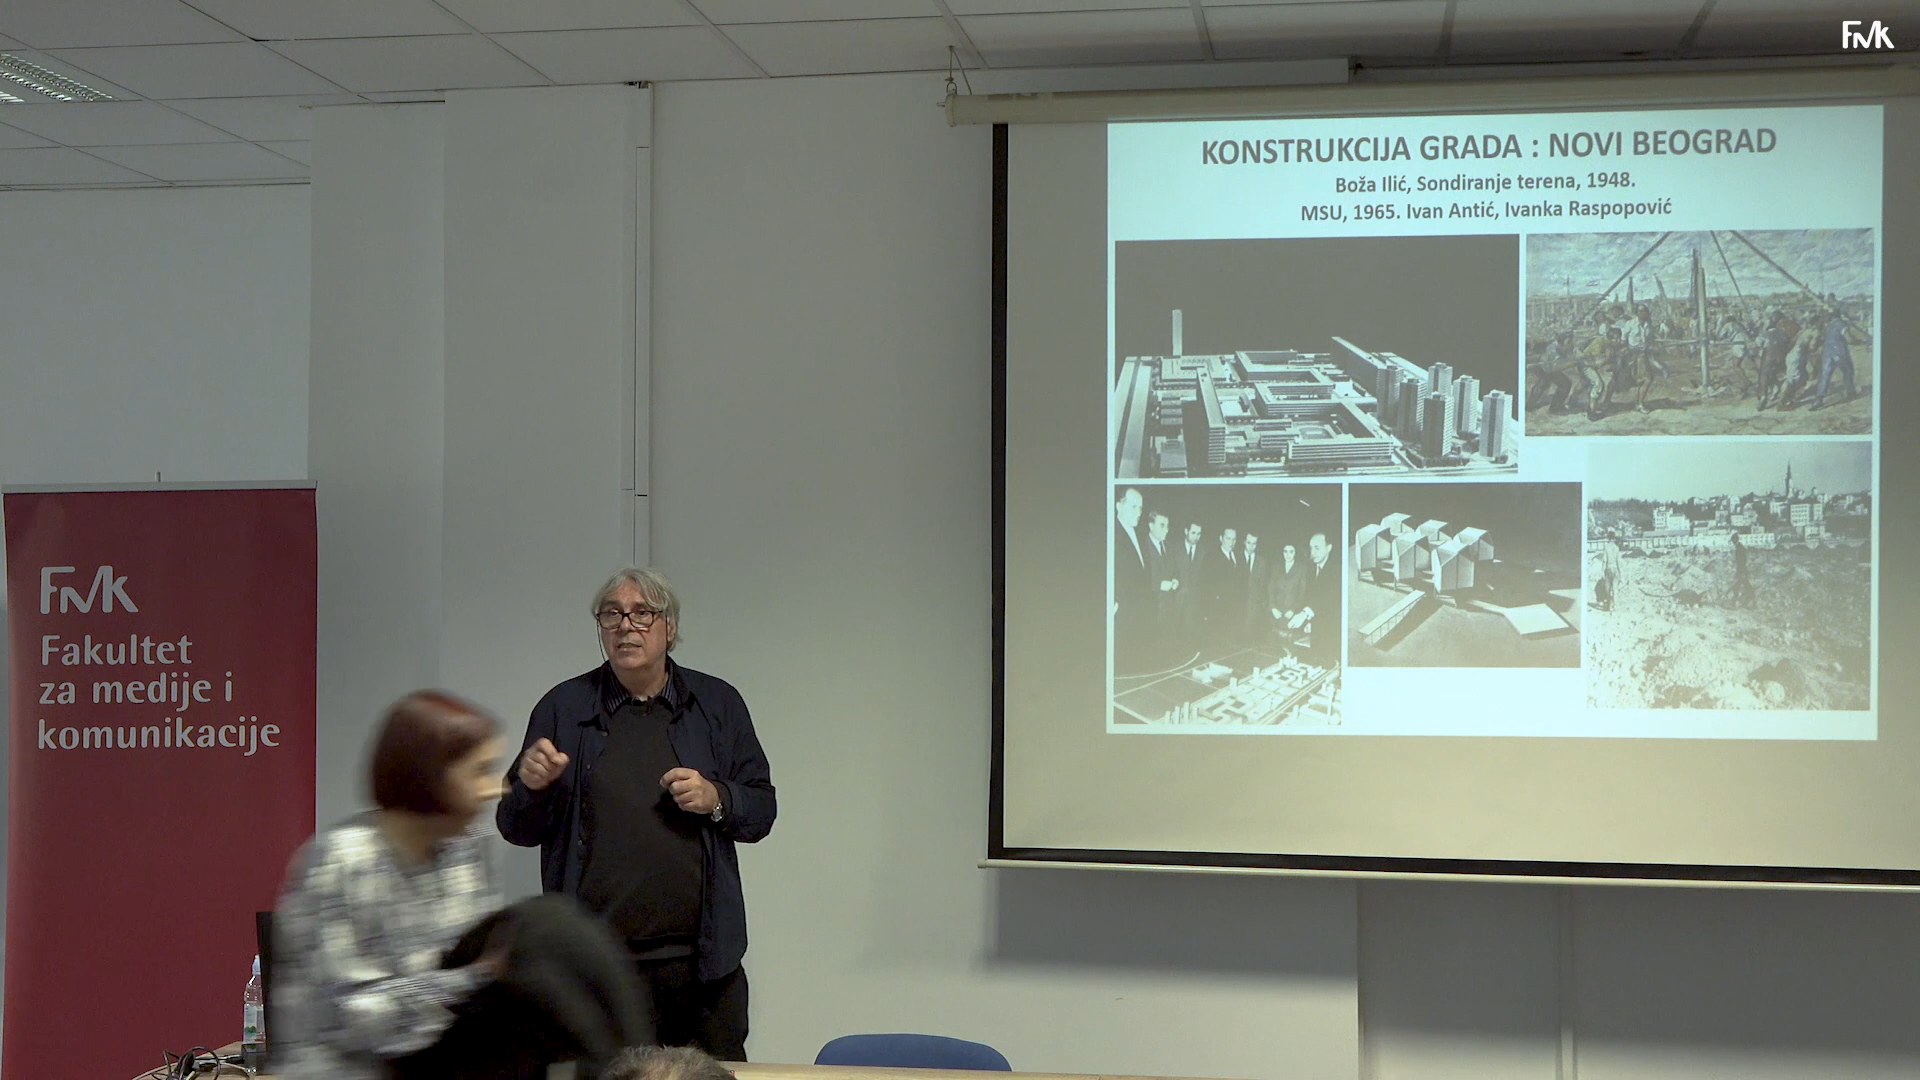 FMK
KONSTRUKCIJA GRADA : NOVI BEOGRAD
Boža Ilić, Sondiranje terena, 1948.
MSU, 1965. Ivan Antić, Ivanka Raspopović
FMK
Fakultet
za medije i
komunikacije